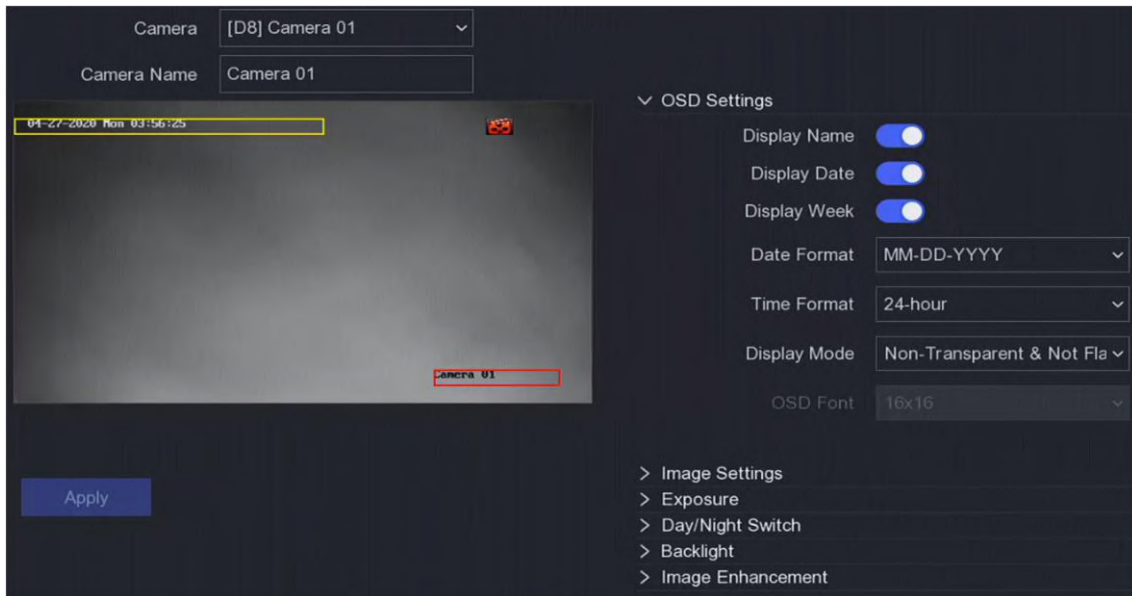 Camera [D8] Camera 01
Camera Name Camera 01
04-27-2020 Mon 03:56:25
Camera 01
Apply
OSD Settings
Display Name
Display Date
Display Week
Date Format MM-DD-YYYY
Time Format 24-hour
Display Mode Non-Transparent & Not Fla
OSD Font 16x16
Image Settings
Exposure
Day/Night Switch
Backlight
Image Enhancement